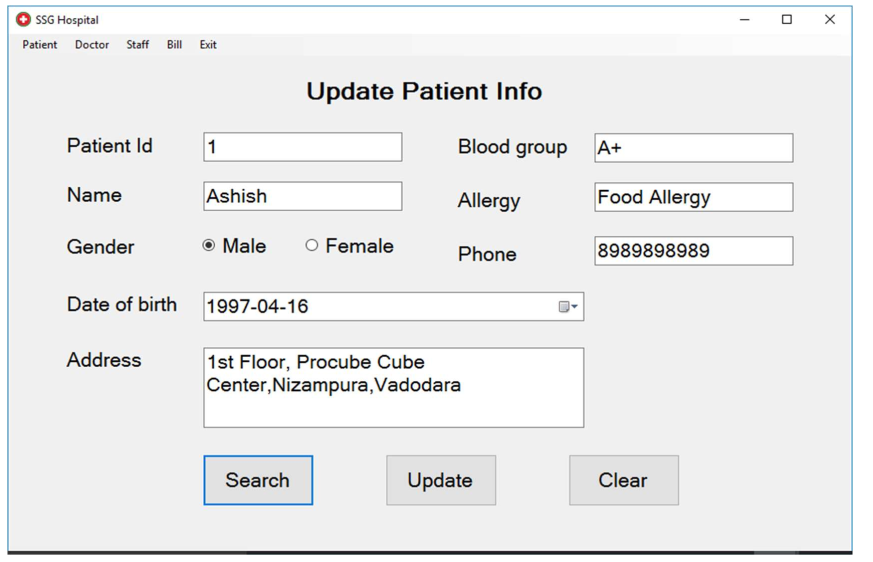 SSG Hospital
Patient Doctor Staff Bill Exit
Update Patient Info
Patient Id 1 Blood group A+
Name Ashish Allergy Food Allergy
Gender Male Female Phone 8989898989
Date of birth 1997-04-16
Address 1st Floor, Procube Cube
Center,Nizampura,Vadodara
Search Update Clear